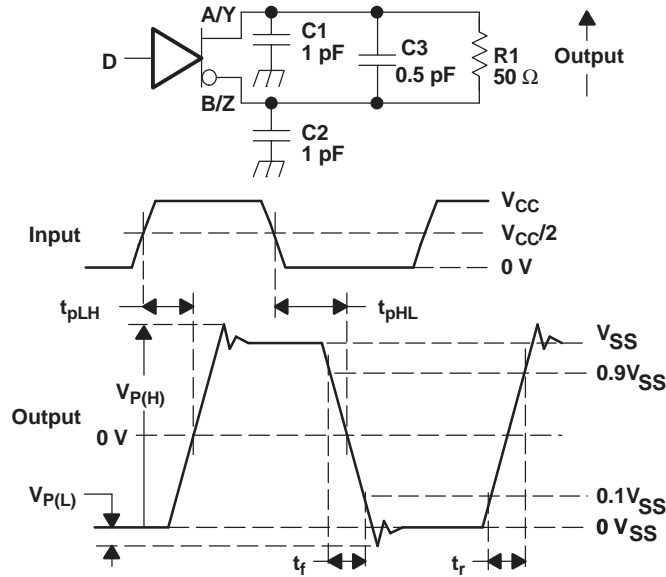 A/Y
D
B/Z
C1
1 pF
C2
1 pF
C3
0.5 pF
R1
50 Ω
Output
Input
VCC
VCC/2
0 V
tpLH
tpHL
VP(H)
Output
0 V
VP(L)
VSS
0.9VSS
0.1VSS
0 VSS
tf
tr